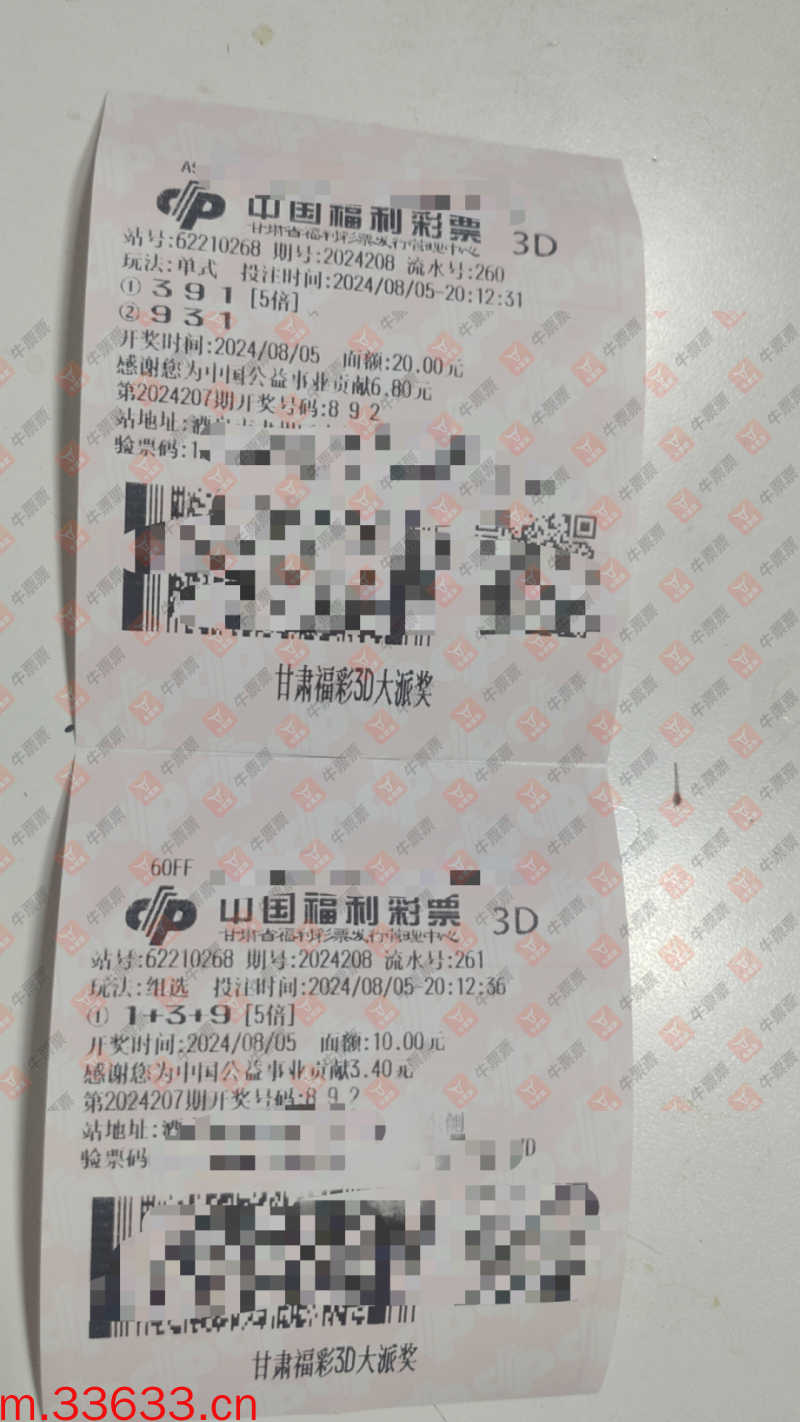 中国福利彩票 3D
甘肃省福利彩票发行管理中心
站号:62210268 期号:2024208 流水号:260
玩法:单式 投注时间:2024/08/05-20:12:31
① 3 9 1 [5倍]
② 9 3 1
开奖时间:2024/08/05 面额:20.00元
感谢您为中国公益事业贡献6.80元
第2024207期开奖号码:8 9 2
站地址:酒
验票码:1
甘肃福彩3D大派奖
60FF
中国福利彩票 3D
甘肃省福利彩票发行管理中心
站号:62210268 期号:2024208 流水号:261
玩法:组选 投注时间:2024/08/05-20:12:36
① 1+3+9 [5倍]
开奖时间:2024/08/05 面额:10.00元
感谢您为中国公益事业贡献3.40元
第2024207期开奖号码:8 9 2
站地址:酒
验票码
甘肃福彩3D大派奖
牛票票
m.33633.cn